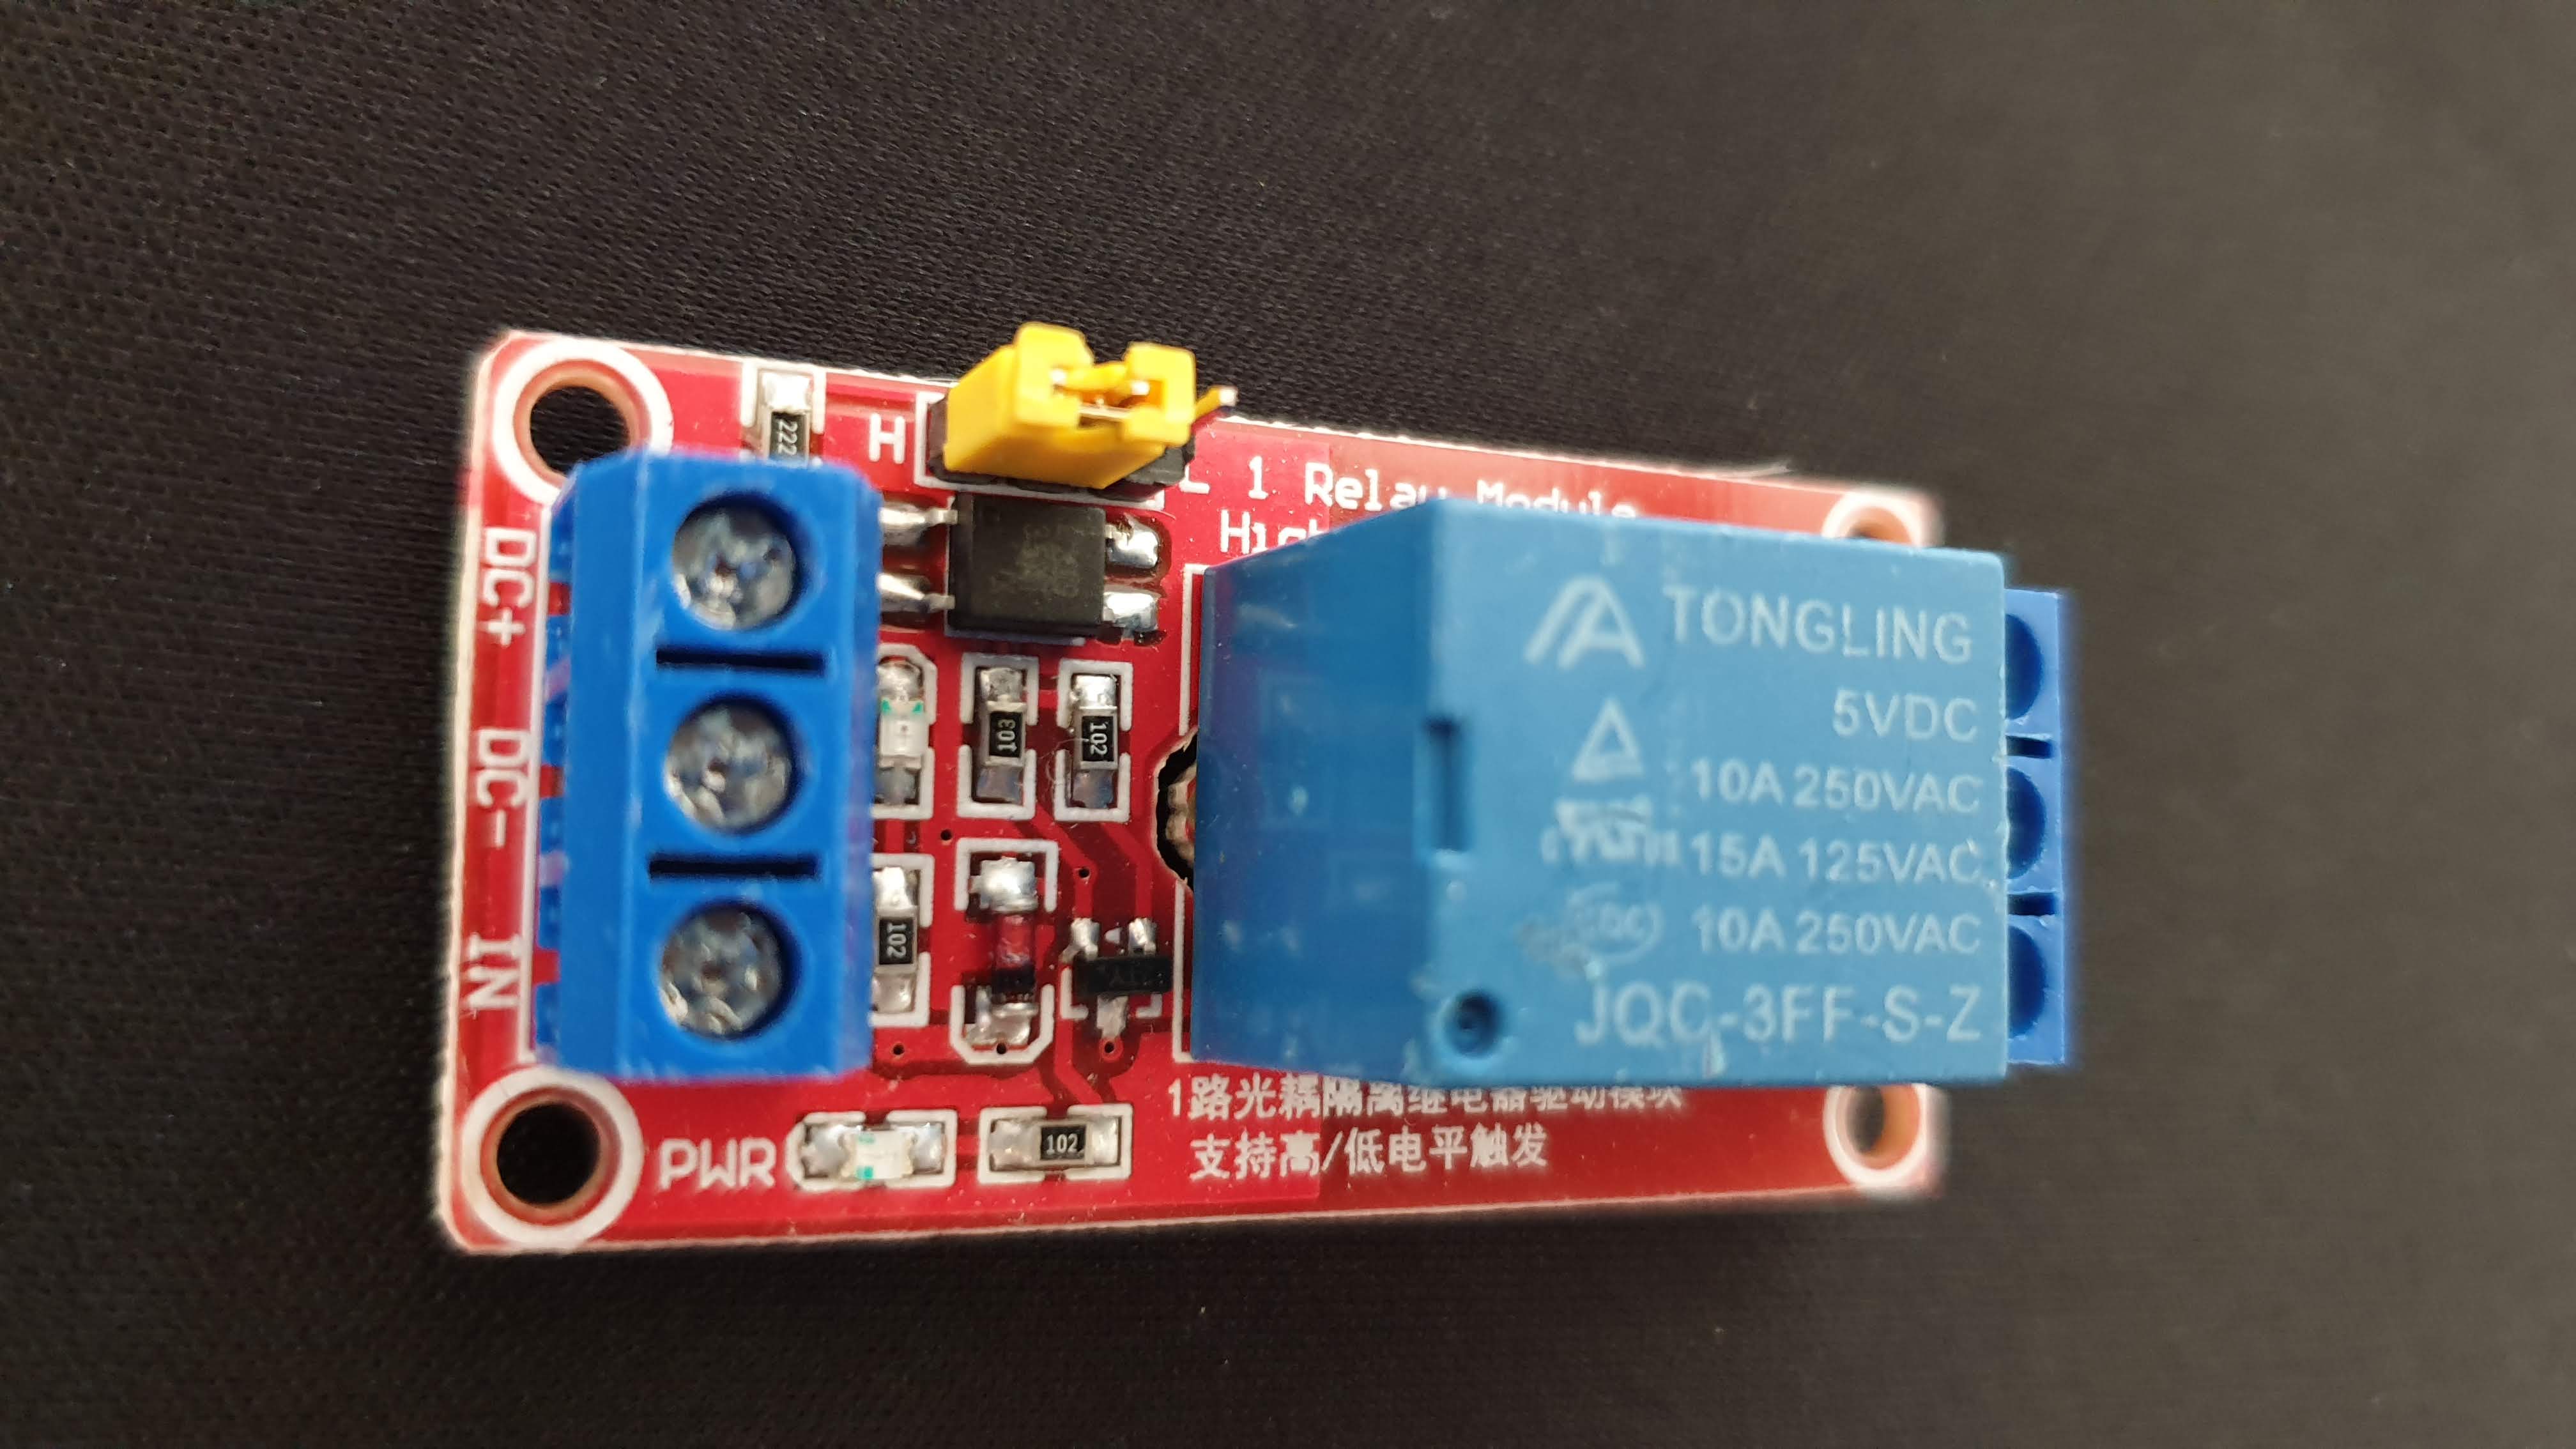 222
H
L 1 Relay Module
High
DC+
DC-
IN
103
102
102
TONGLING
5VDC
10A 250VAC
15A 125VAC
10A 250VAC
JQC-3FF-S-Z
1路光耦隔离继电器驱动模块
支持高/低电平触发
PWR
102